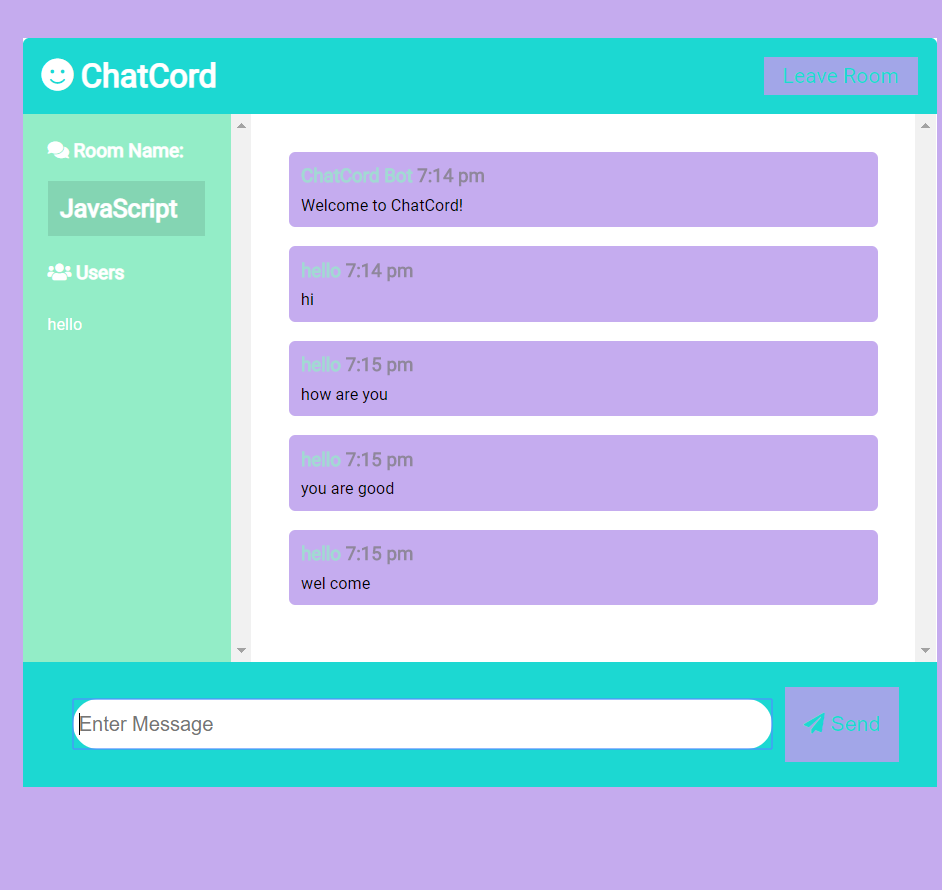 ChatCord
Leave Room
Room Name:
JavaScript
Users
hello
ChatCord Bot 7:14 pm
Welcome to ChatCord!
hello 7:14 pm
hi
hello 7:15 pm
how are you
hello 7:15 pm
you are good
hello 7:15 pm
wel come
Enter Message
Send